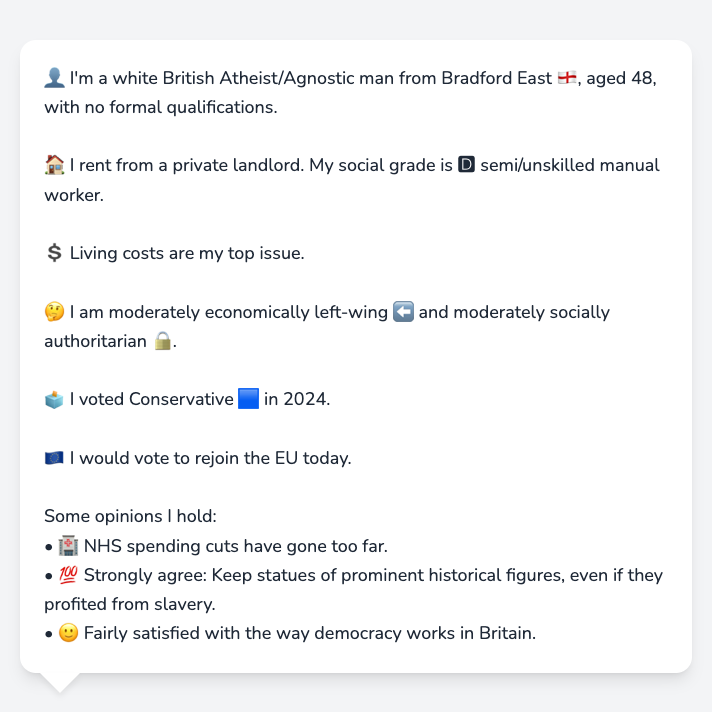 👤 I'm a white British Atheist/Agnostic man from Bradford East 🏴󠁧󠁢󠁥󠁮󠁧󠁿, aged 48,
with no formal qualifications.
🏠 I rent from a private landlord. My social grade is 🅳 semi/unskilled manual
worker.
💲 Living costs are my top issue.
🤔 I am moderately economically left-wing ⬅️ and moderately socially
authoritarian 🔒.
🗳️ I voted Conservative 🟦 in 2024.
🇪🇺 I would vote to rejoin the EU today.
Some opinions I hold:
• 🏥 NHS spending cuts have gone too far.
• 💯 Strongly agree: Keep statues of prominent historical figures, even if they
profited from slavery.
• 🙂 Fairly satisfied with the way democracy works in Britain.